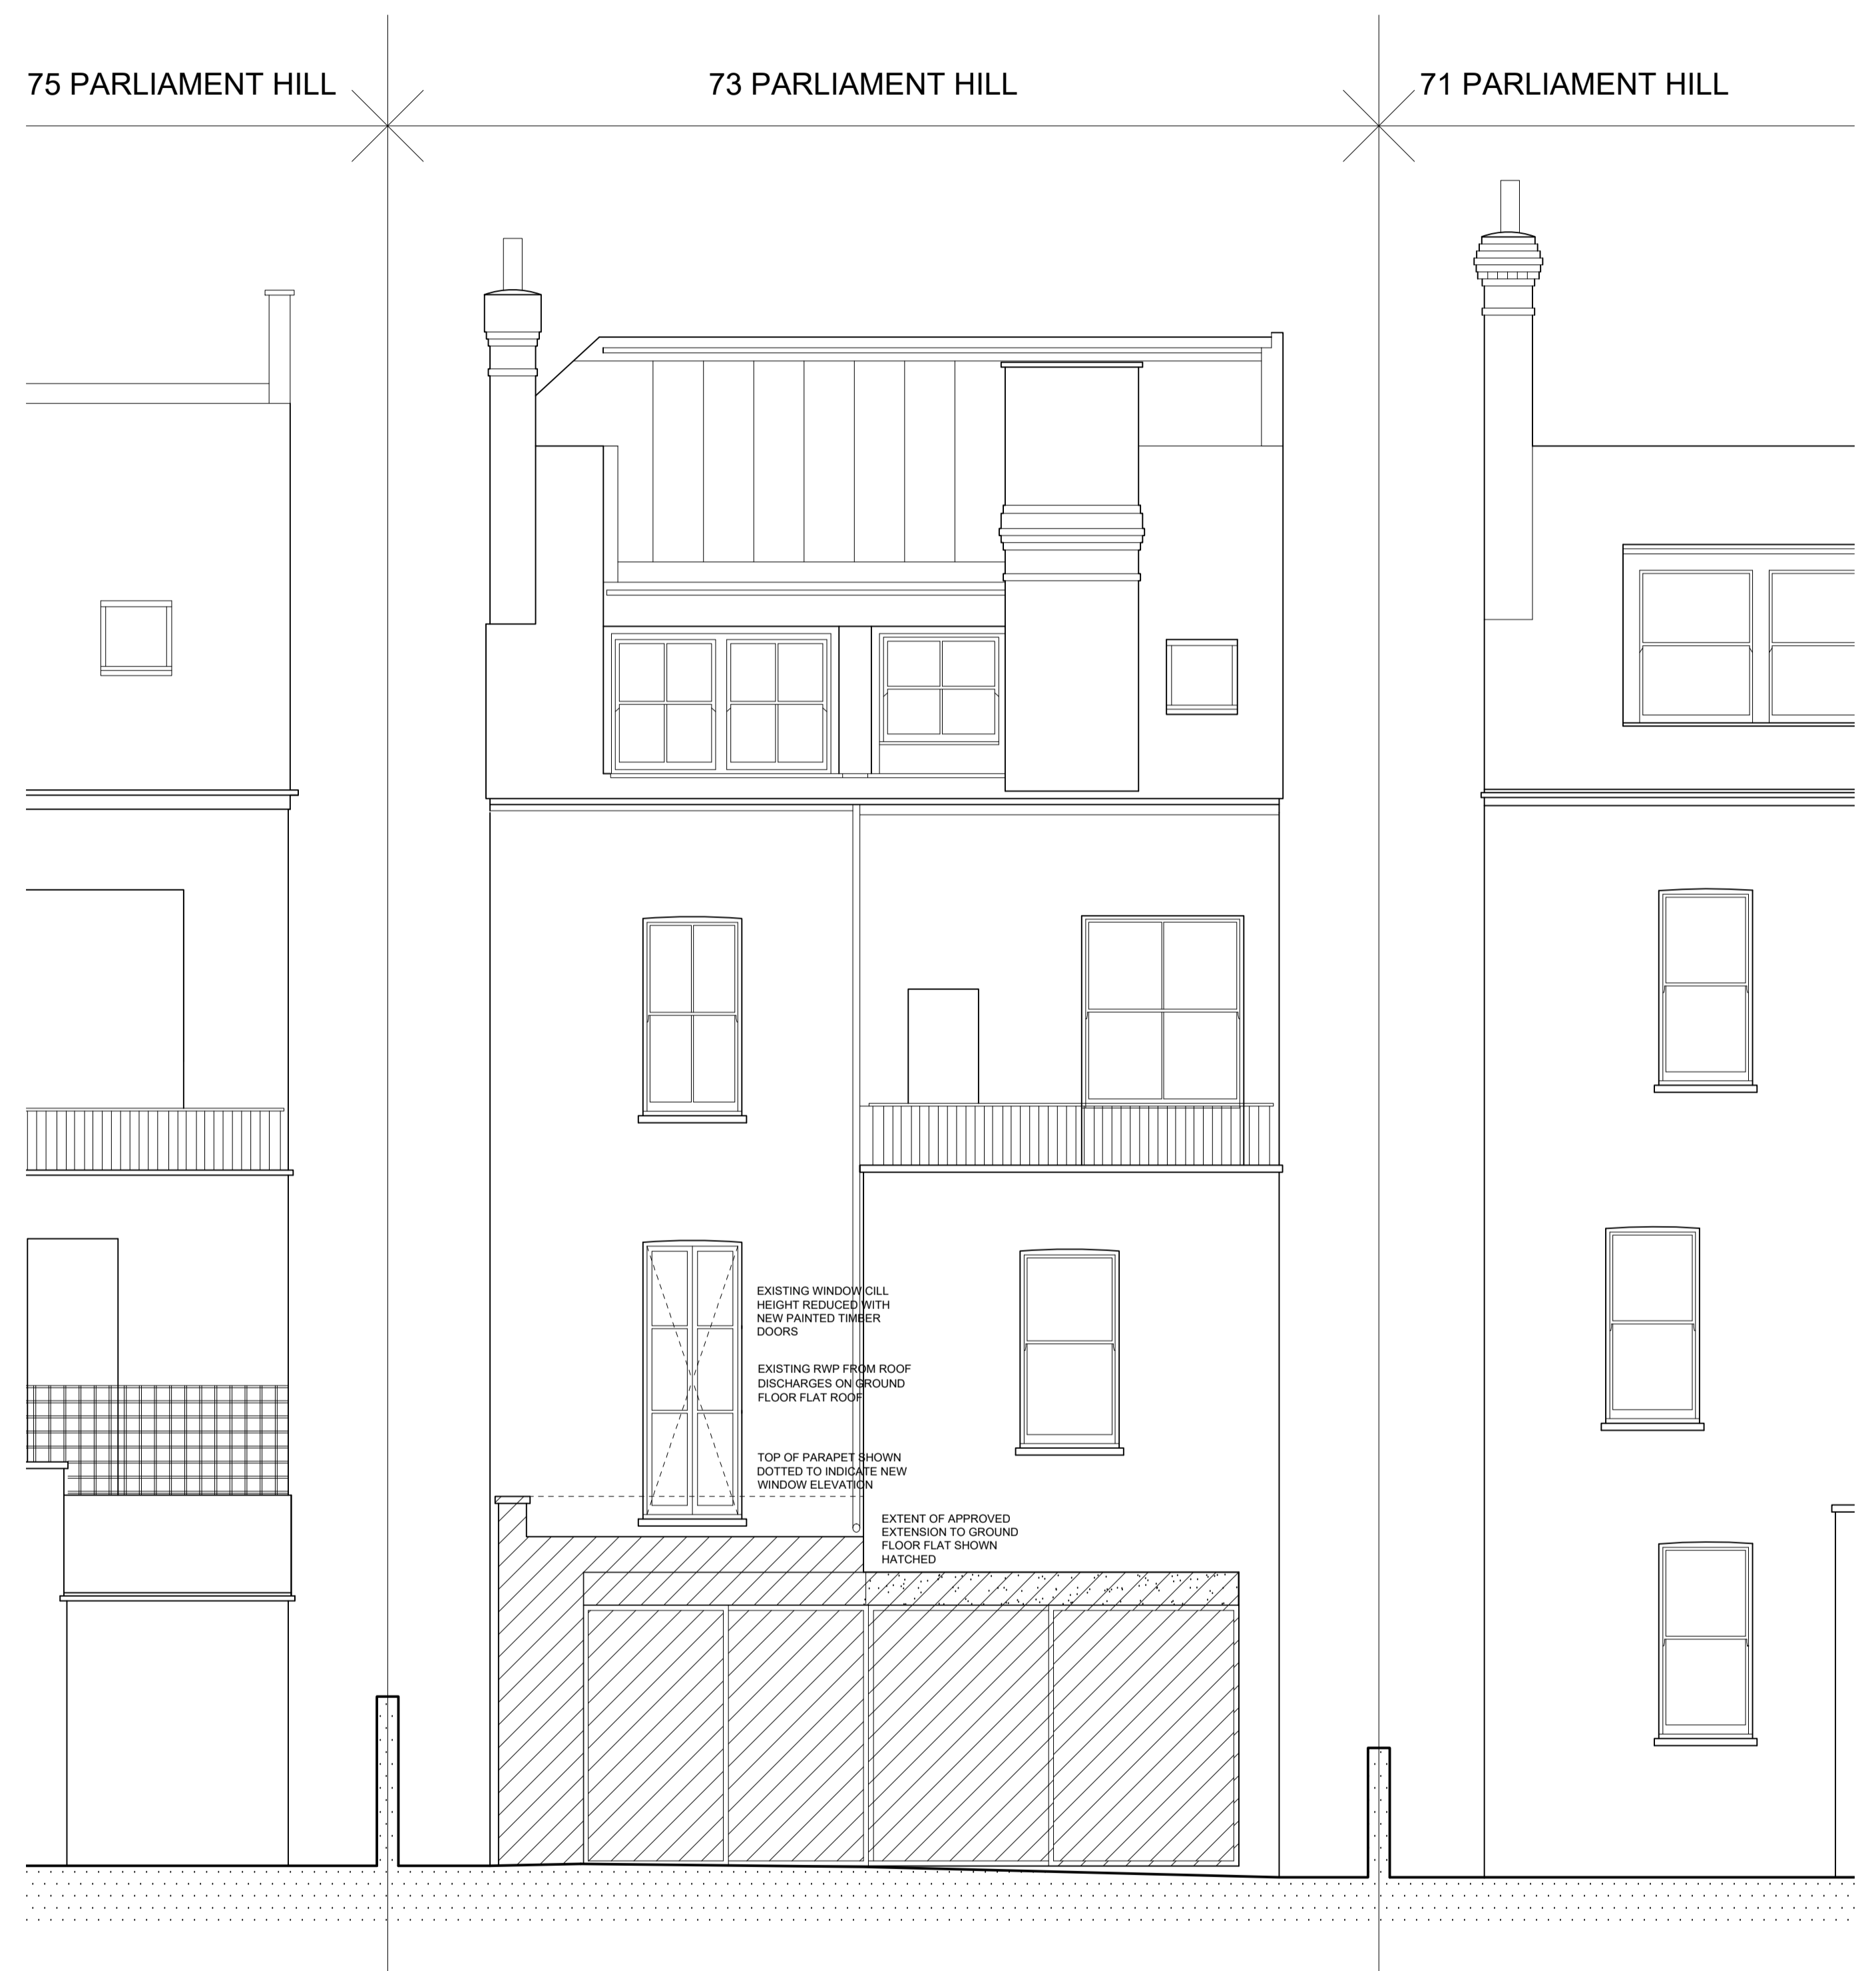 75 PARLIAMENT HILL
73 PARLIAMENT HILL
71 PARLIAMENT HILL
EXISTING WINDOW CILL
HEIGHT REDUCED WITH
NEW PAINTED TIMBER
DOORS
EXISTING RWP FROM ROOF
DISCHARGES ON GROUND
FLOOR FLAT ROOF
TOP OF PARAPET SHOWN
DOTTED TO INDICATE NEW
WINDOW ELEVATION
EXTENT OF APPROVED
EXTENSION TO GROUND
FLOOR FLAT SHOWN
HATCHED